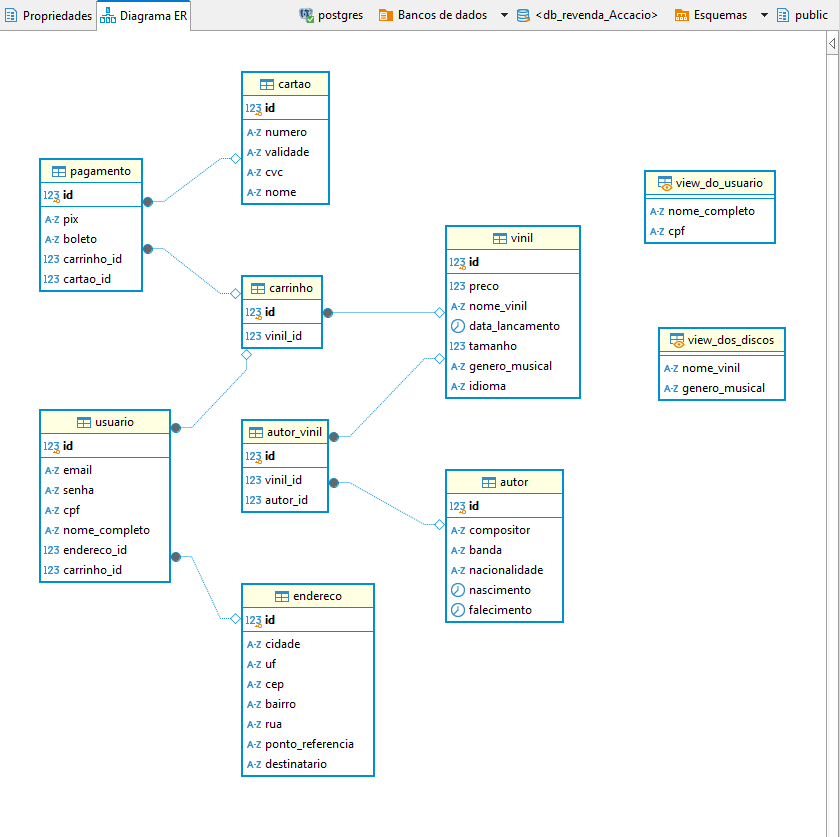 Propriedades Diagrama ER postgres Bancos de dados <db_revenda_Accacio> Esquemas public
cartao
123 id
A-Z numero
A-Z validade
A-Z cvc
A-Z nome
pagamento
123 id
A-Z pix
A-Z boleto
123 carrinho_id
123 cartao_id
view_do_usuario
A-Z nome_completo
A-Z cpf
vinil
123 id
123 preco
A-Z nome_vinil
data_lancamento
123 tamanho
A-Z genero_musical
A-Z idioma
carrinho
123 id
123 vinil_id
view_dos_discos
A-Z nome_vinil
A-Z genero_musical
usuario
123 id
A-Z email
A-Z senha
A-Z cpf
A-Z nome_completo
123 endereco_id
123 carrinho_id
autor_vinil
123 id
123 vinil_id
123 autor_id
autor
123 id
A-Z compositor
A-Z banda
A-Z nacionalidade
nascimento
falecimento
endereco
123 id
A-Z cidade
A-Z uf
A-Z cep
A-Z bairro
A-Z rua
A-Z ponto_referencia
A-Z destinatario